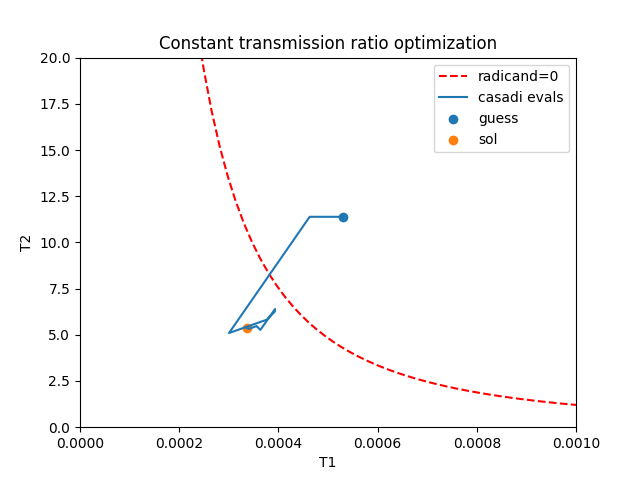 Constant transmission ratio optimization
20.0
17.5
15.0
12.5
10.0
7.5
5.0
2.5
0.0
T2
radicand=0
casadi evals
guess
sol
0.0000 0.0002 0.0004 0.0006 0.0008 0.0010
T1